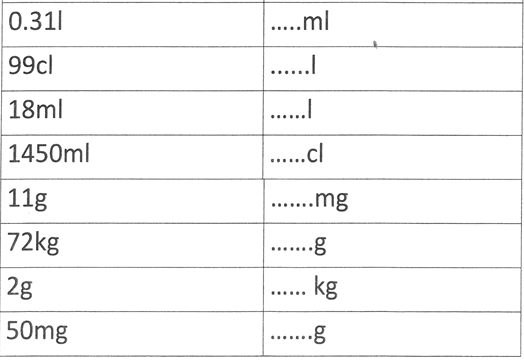 0.31l .....ml
99cl ......l
18ml ......l
1450ml ......cl
11g .......mg
72kg .......g
2g ...... kg
50mg .......g